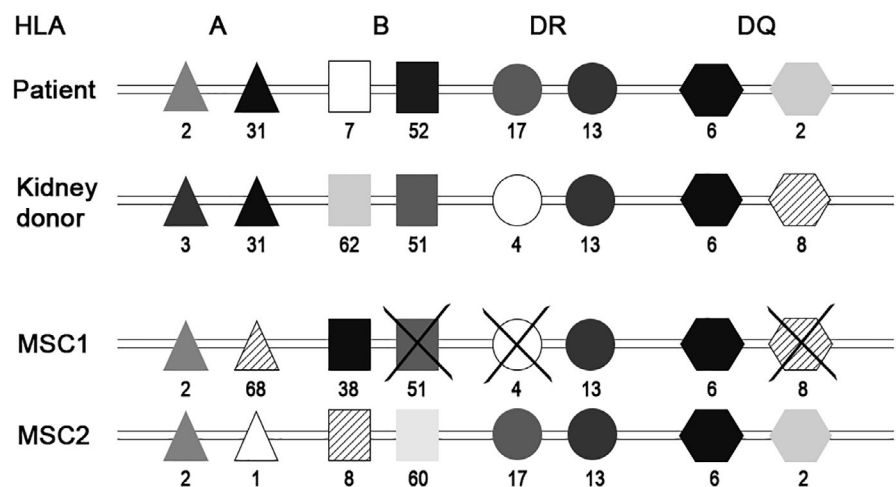 HLA A B DR DQ
Patient
2 31 7 52 17 13 6 2
Kidney
donor
3 31 62 51 4 13 6 8
MSC1
2 68 38 51 4 13 6 8
MSC2
2 1 8 60 17 13 6 2